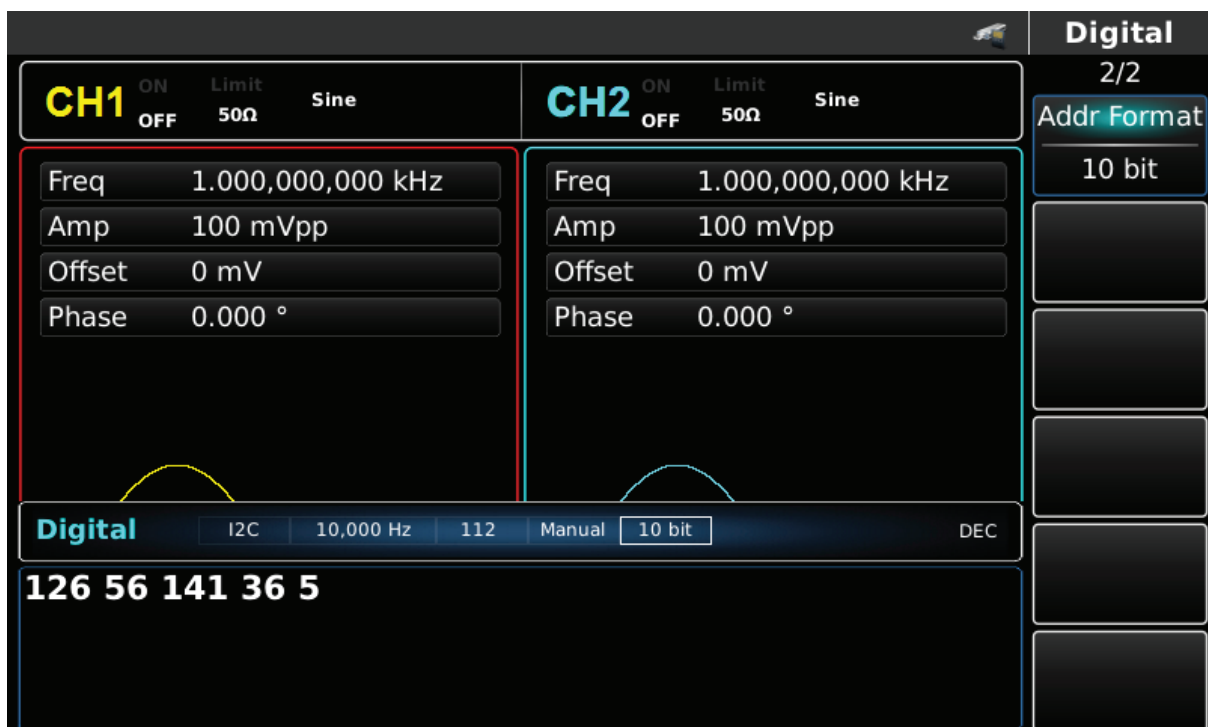 Digital
2/2
Addr Format
10 bit
CH1 ON OFF Limit 50Ω Sine
CH2 ON OFF Limit 50Ω Sine
Freq 1.000,000,000 kHz
Amp 100 mVpp
Offset 0 mV
Phase 0.000 °
Freq 1.000,000,000 kHz
Amp 100 mVpp
Offset 0 mV
Phase 0.000 °
Digital I2C 10,000 Hz 112 Manual 10 bit DEC
126 56 141 36 5